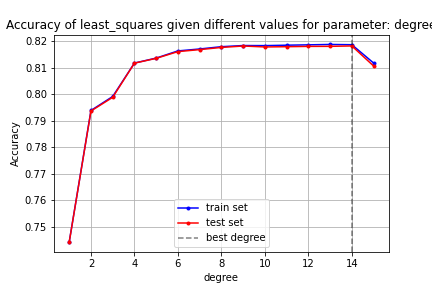 Accuracy of least_squares given different values for parameter: degree
0.82
0.81
0.80
0.79
0.78
0.77
0.76
0.75
Accuracy
train set
test set
best degree
2 4 6 8 10 12 14
degree